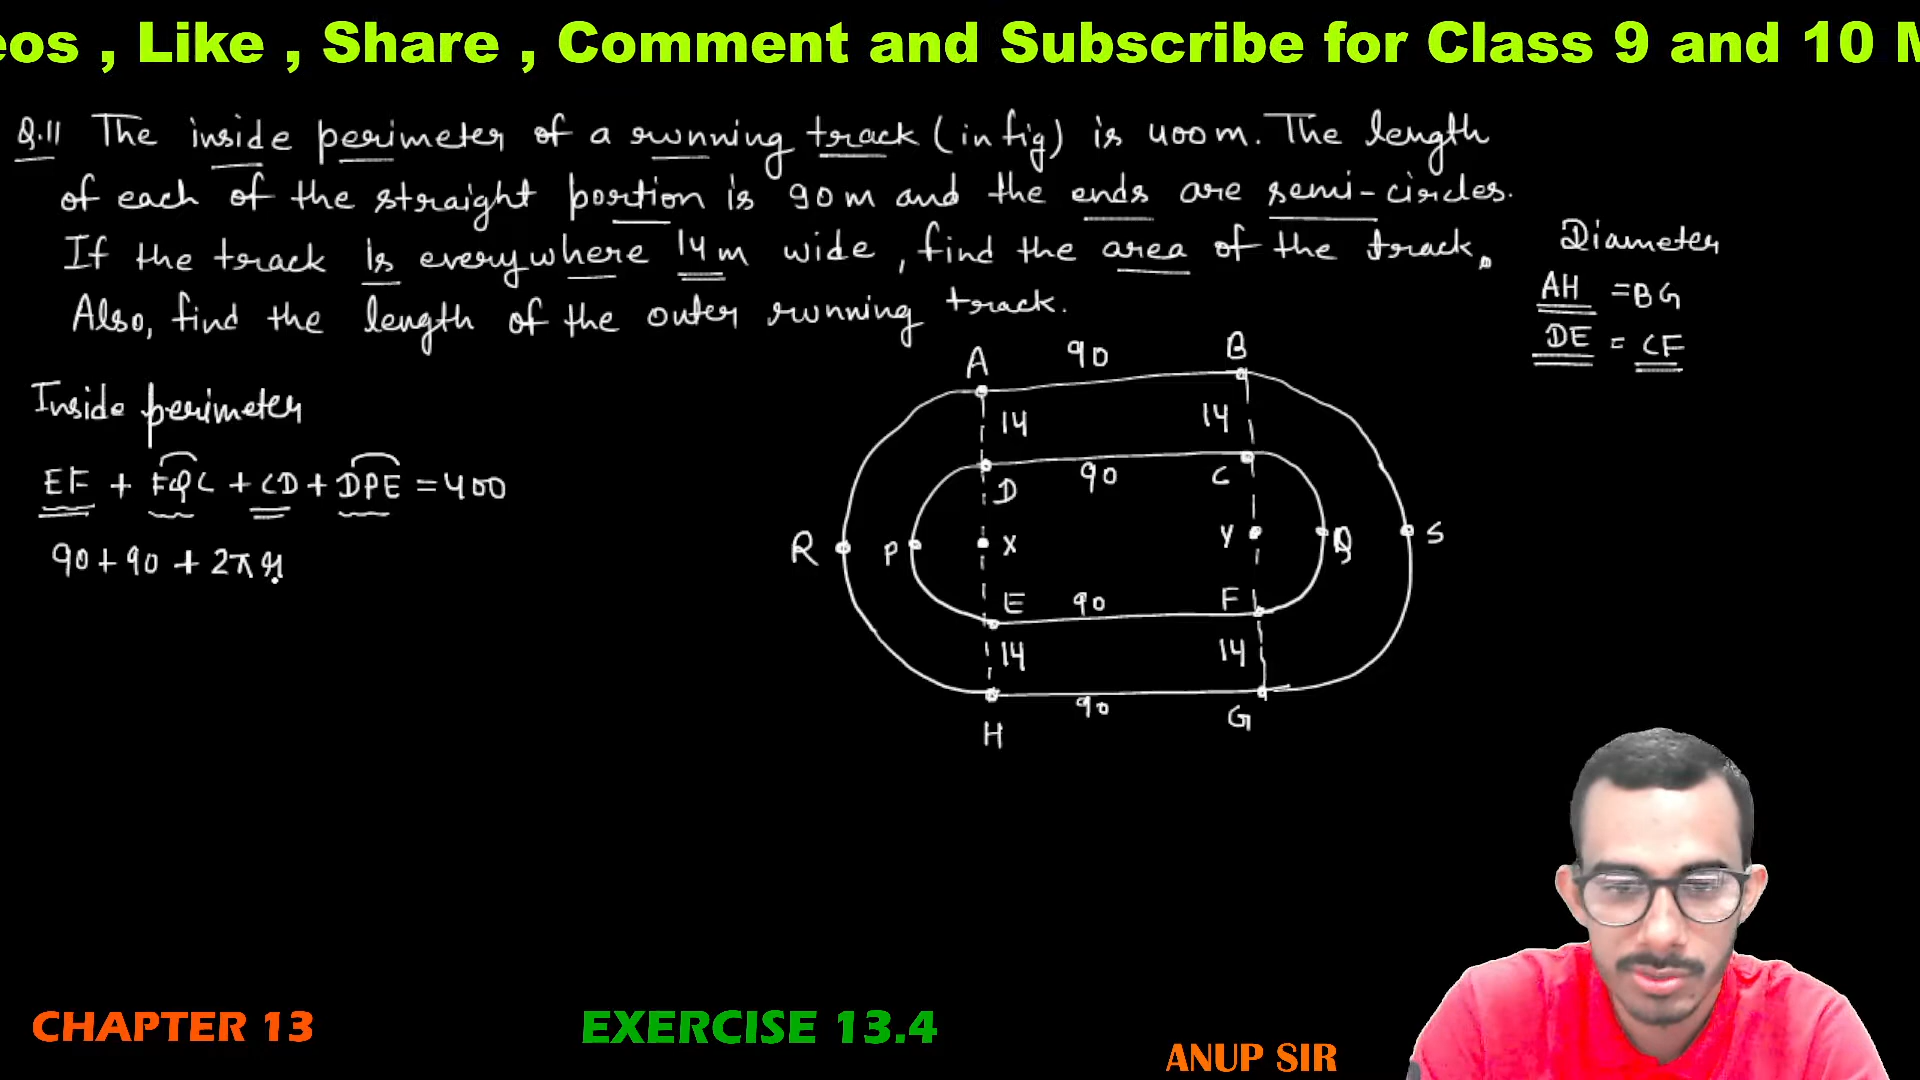 eos , Like , Share , Comment and Subscribe for Class 9 and 10 M
Q.11 The inside perimeter of a running track (in fig) is 400m. The length
of each of the straight portion is 90m and the ends are semi-circles.
If the track is everywhere 14m wide, find the area of the track.
Also, find the length of the outer running track.
Diameter
AH = BG
DE = CF
Inside perimeter
EF + FQC + CD + DPE = 400
90+90+2πr
A 90 B
14 14
D 90 C
R P X Y Q S
E 90 F
14 14
H 90 G
CHAPTER 13
EXERCISE 13.4
ANUP SIR